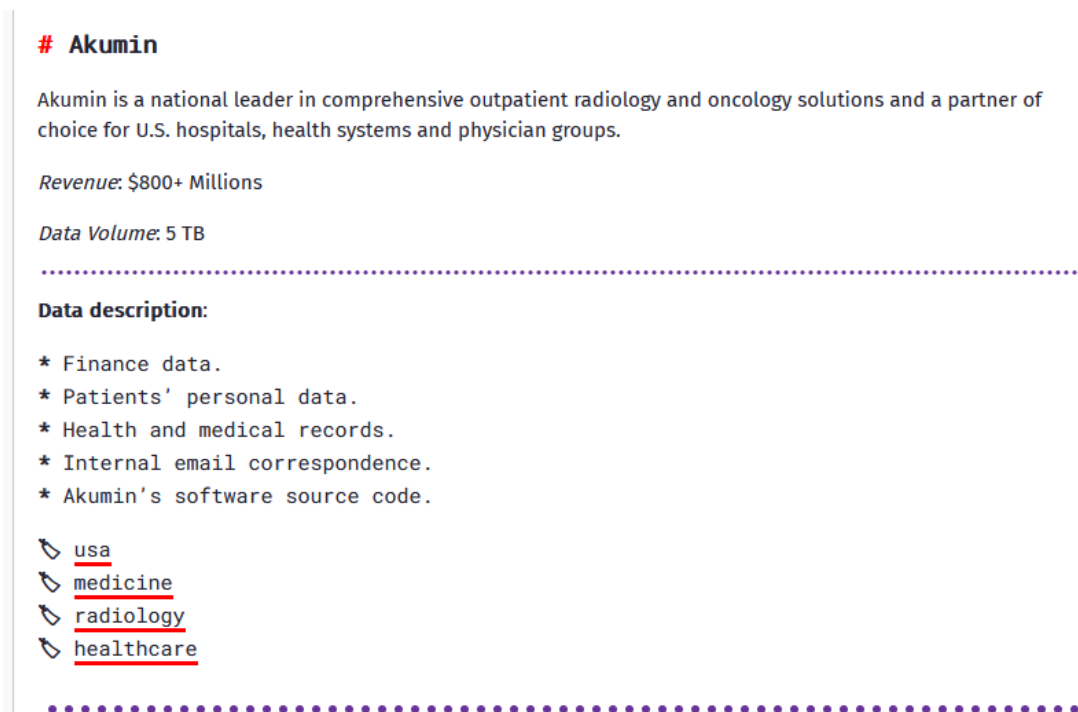 # Akumin
Akumin is a national leader in comprehensive outpatient radiology and oncology solutions and a partner of
choice for U.S. hospitals, health systems and physician groups.
Revenue: $800+ Millions
Data Volume: 5 TB
Data description:
* Finance data.
* Patients’ personal data.
* Health and medical records.
* Internal email correspondence.
* Akumin’s software source code.
usa
medicine
radiology
healthcare